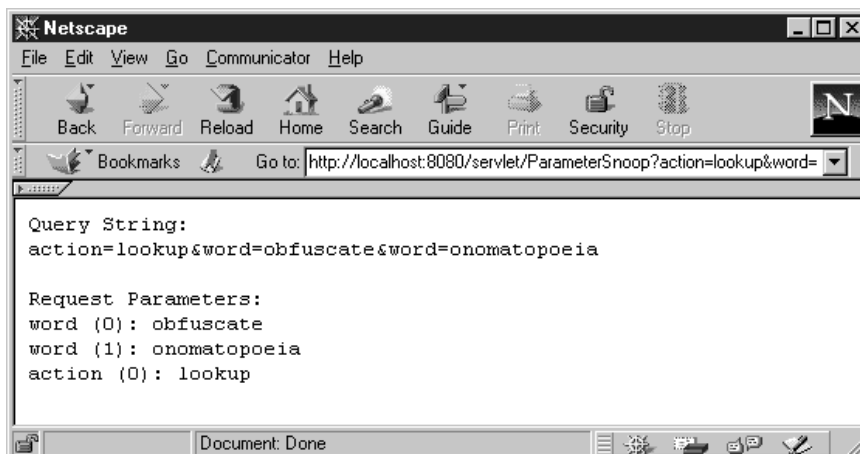 Netscape
File Edit View Go Communicator Help
Back Forward Reload Home Search Guide Print Security Stop
N
Bookmarks Go to: http://localhost:8080/servlet/ParameterSnoop?action=lookup&word=
Query String:
action=lookup&word=obfuscate&word=onomatopoeia
Request Parameters:
word (0): obfuscate
word (1): onomatopoeia
action (0): lookup
Document: Done